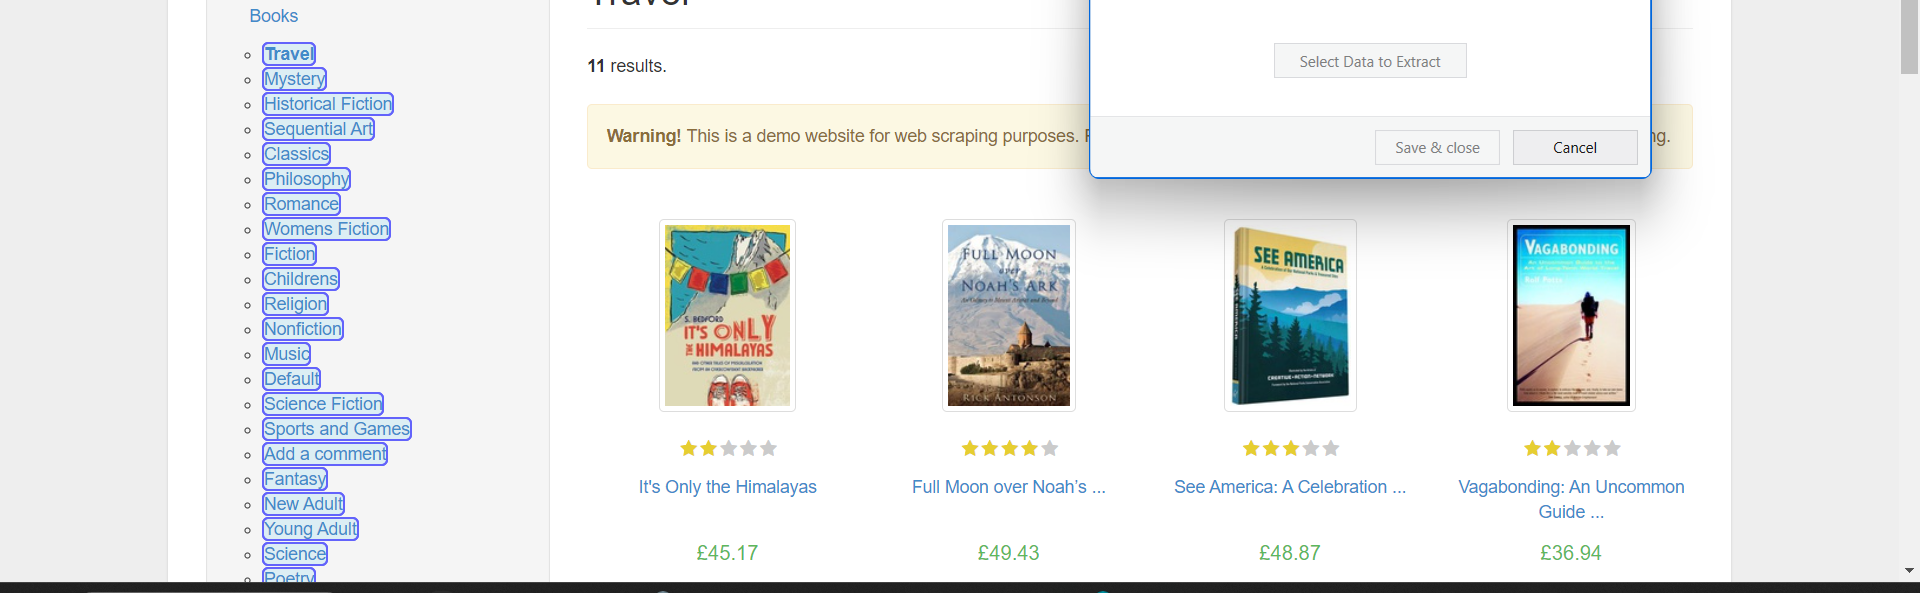 Books
Travel
Mystery
Historical Fiction
Sequential Art
Classics
Philosophy
Romance
Womens Fiction
Fiction
Childrens
Religion
Nonfiction
Music
Default
Science Fiction
Sports and Games
Add a comment
Fantasy
New Adult
Young Adult
Science
Poetry
Travel
11 results.
Warning! This is a demo website for web scraping purposes.
ng.
Select Data to Extract
Save & close
Cancel
S. BEDFORD
IT'S ONLY
THE HIMALAYAS
FULL MOON
over
NOAH'S ARK
RICK ANTONSON
SEE AMERICA
CREATIVE ACTION NETWORK
VAGABONDING
It's Only the Himalayas
Full Moon over Noah’s ...
See America: A Celebration ...
Vagabonding: An Uncommon
Guide ...
£45.17
£49.43
£48.87
£36.94